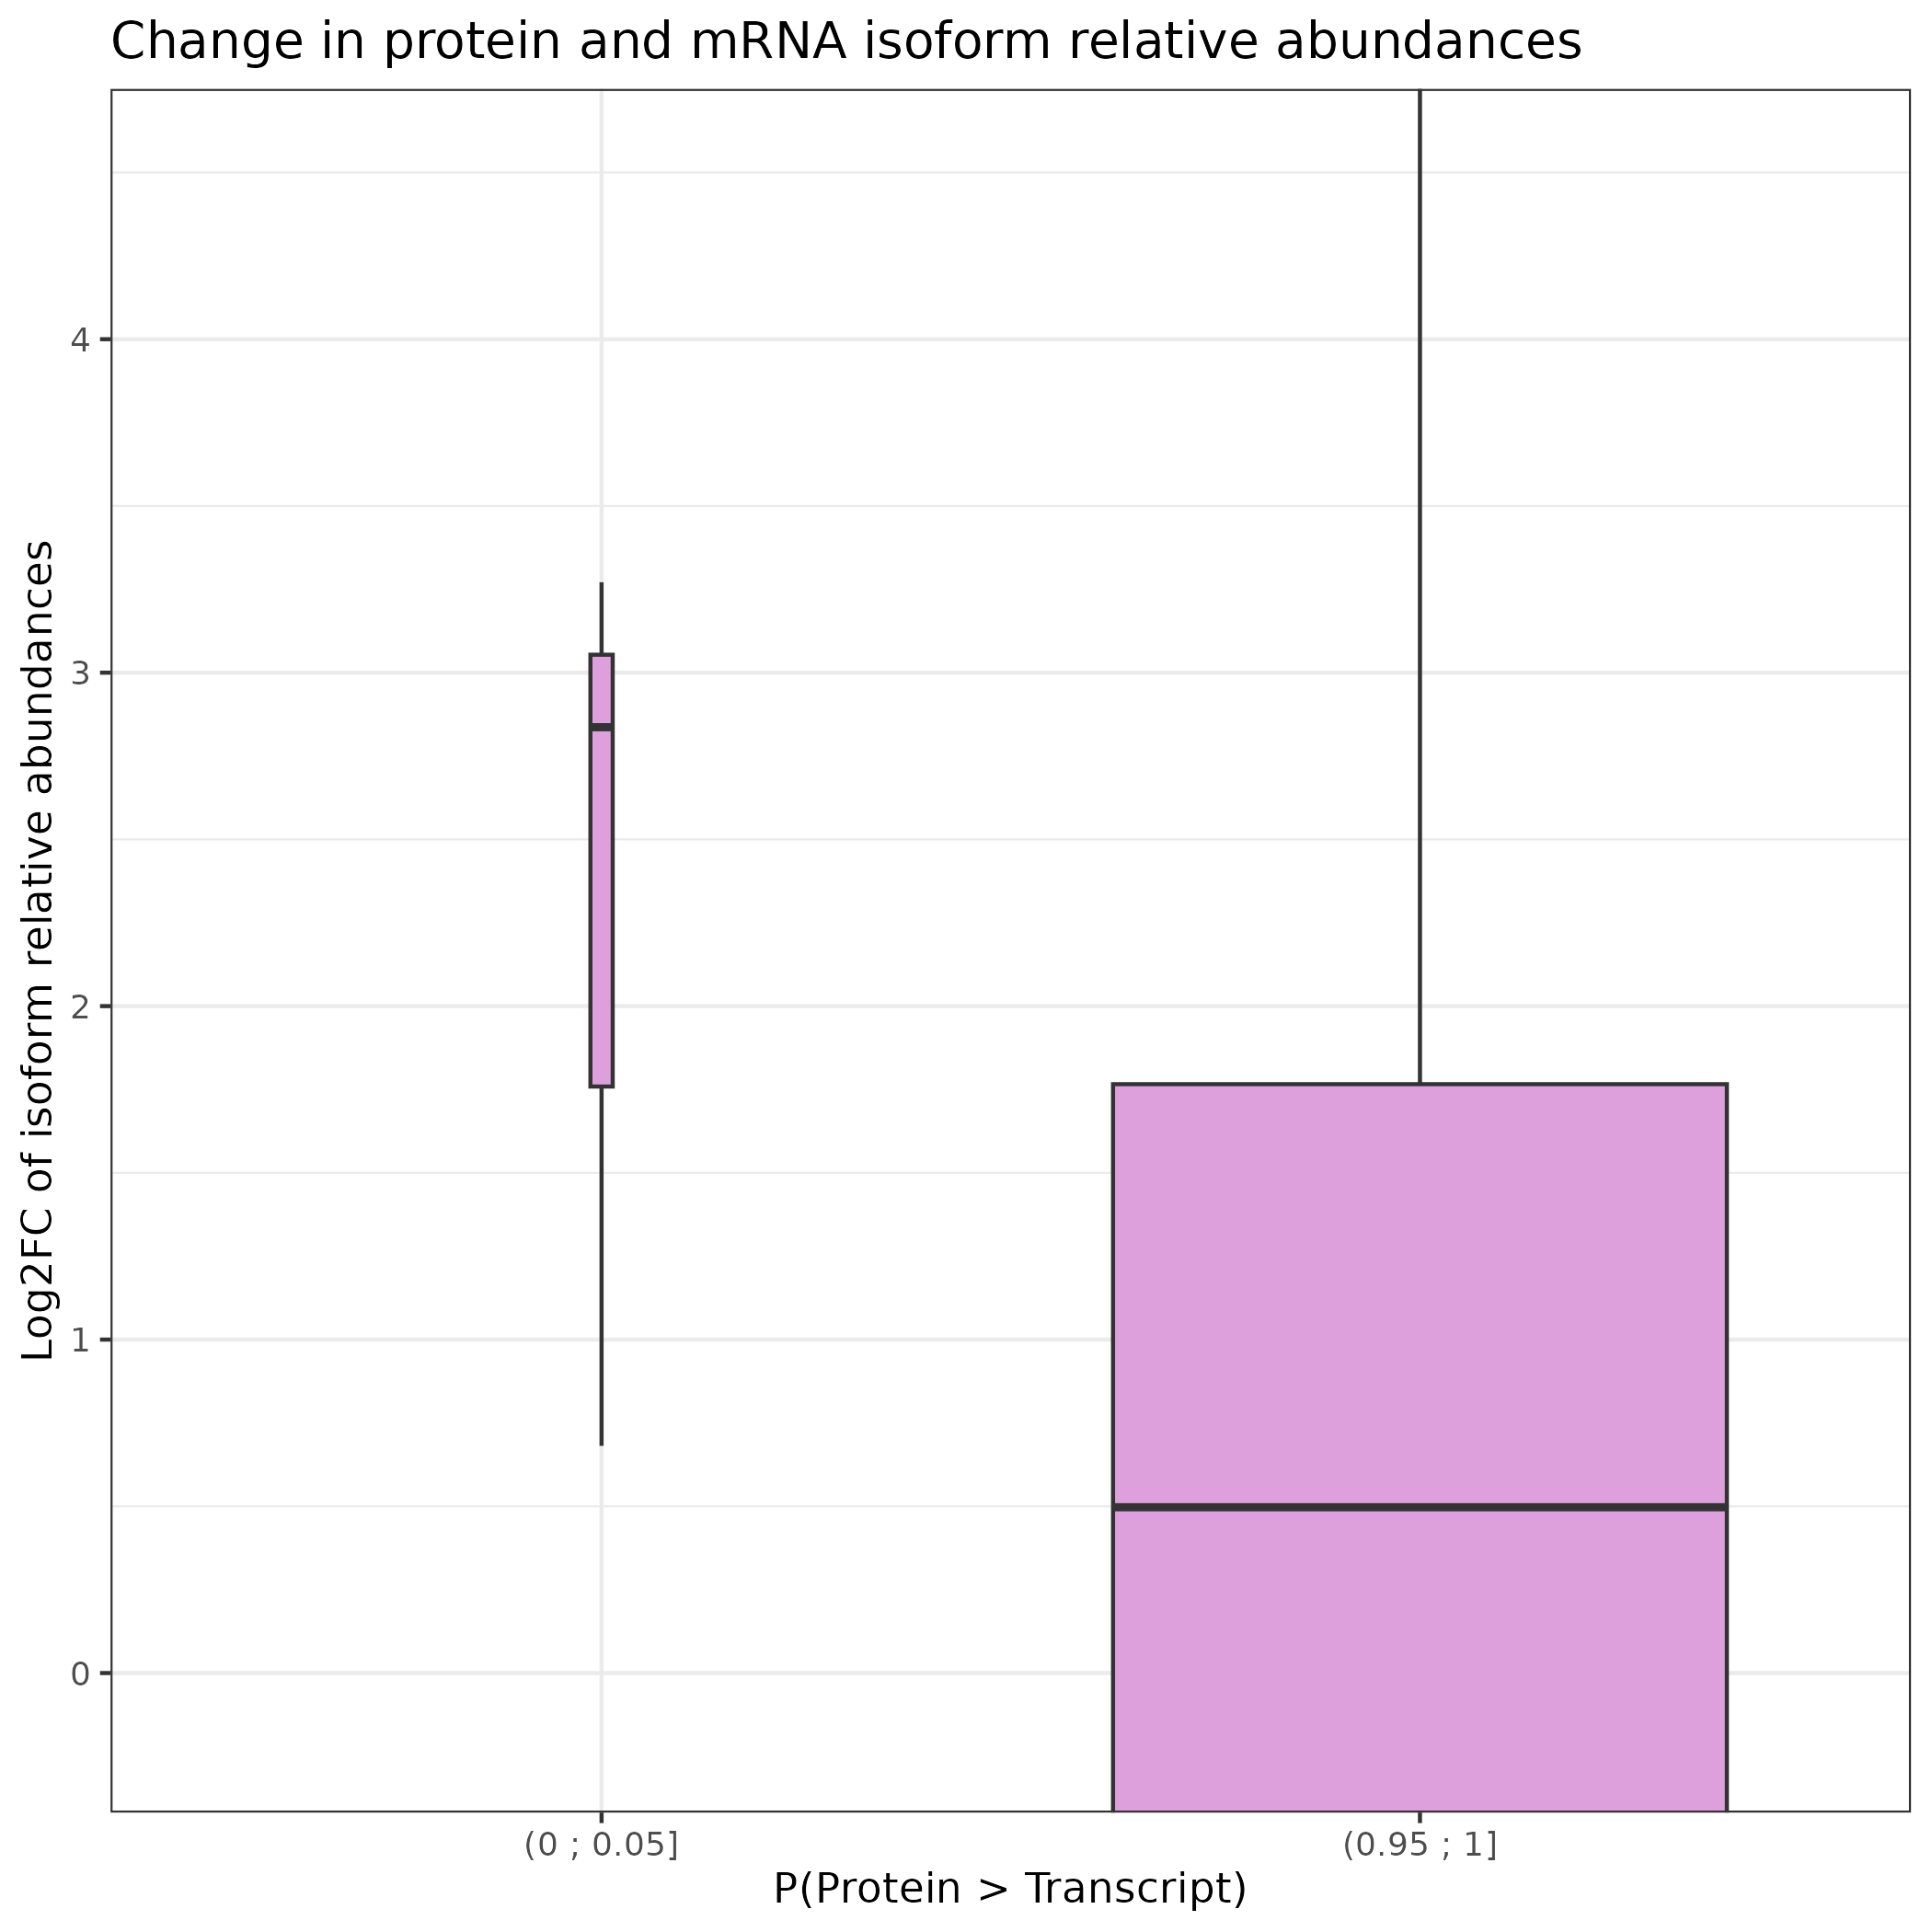 Change in protein and mRNA isoform relative abundances
Log2FC of isoform relative abundances
4
3
2
1
0
(0 ; 0.05]
(0.95 ; 1]
P(Protein > Transcript)